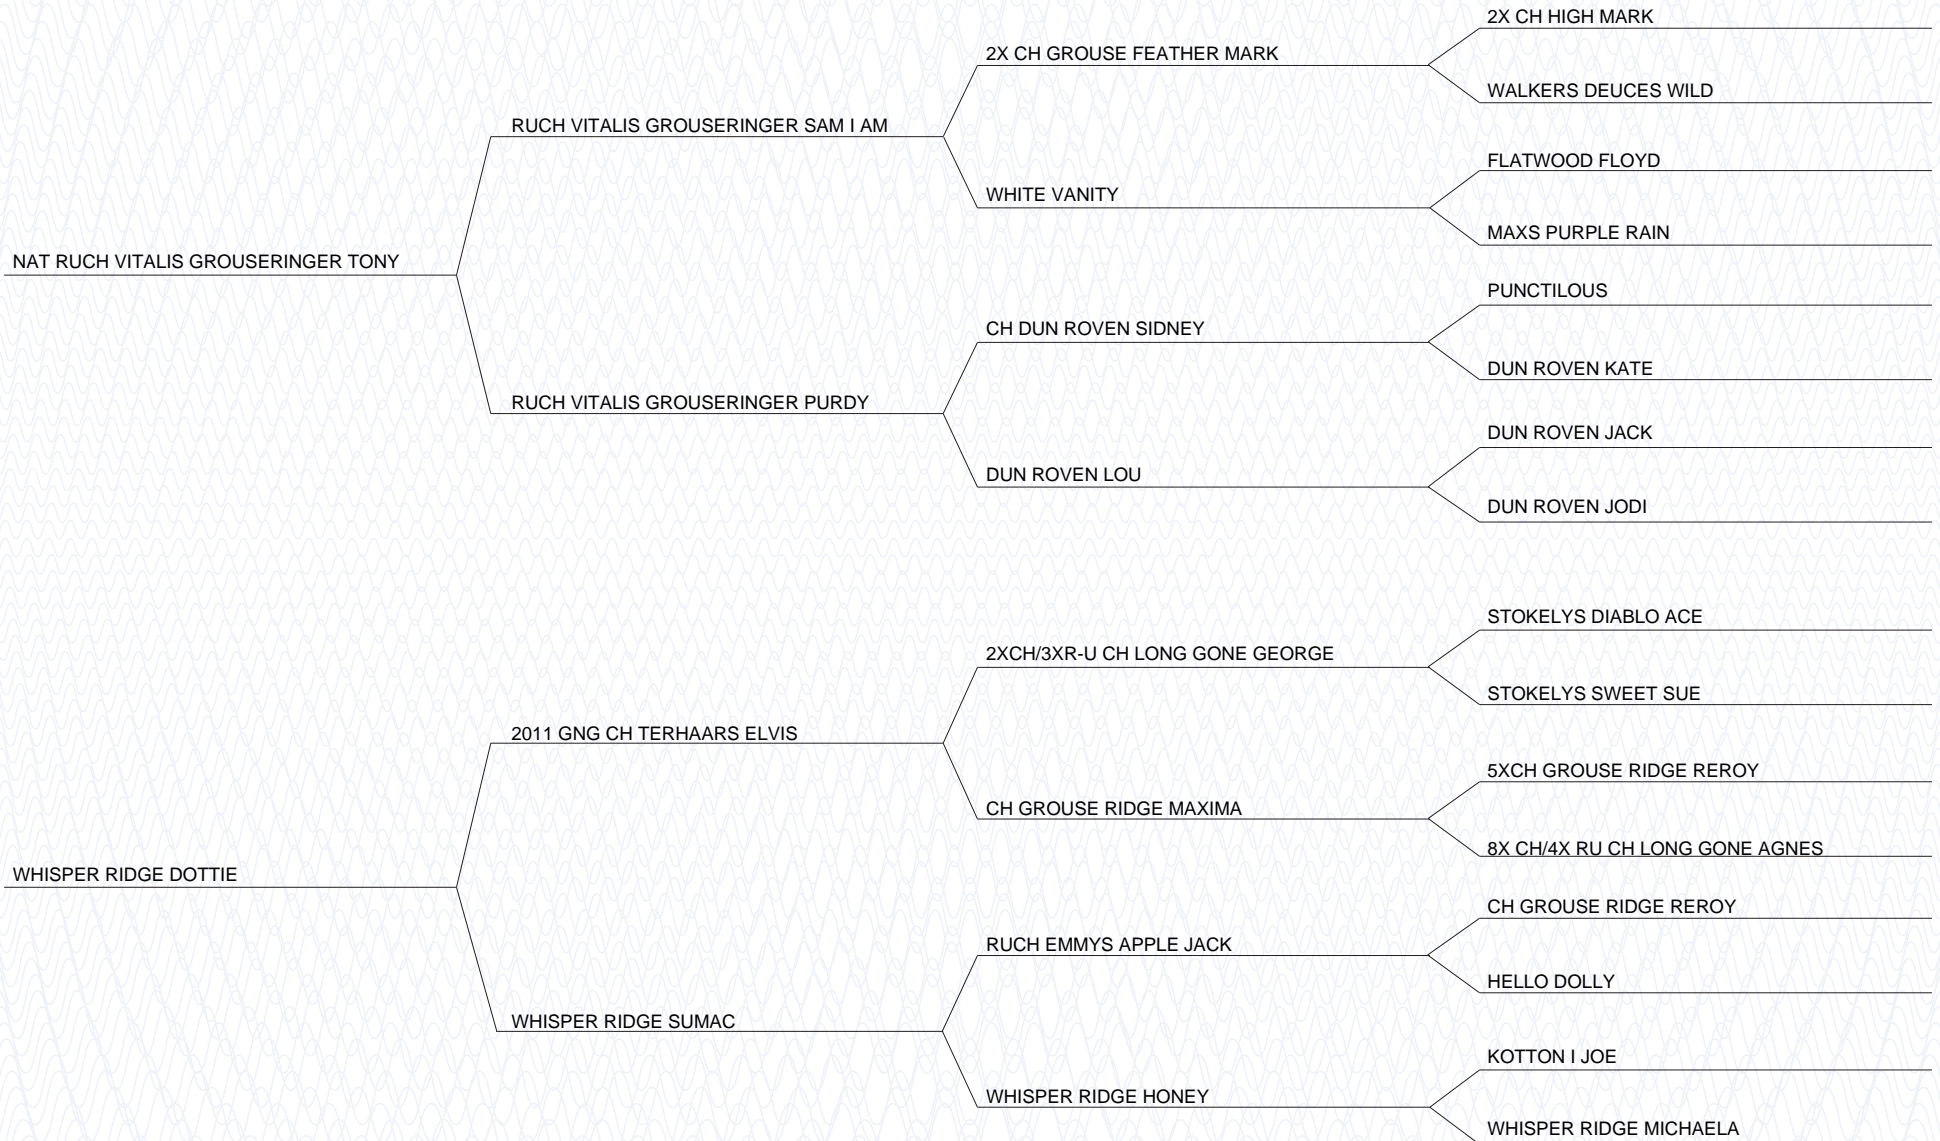 2X CH HIGH MARK
2X CH GROUSE FEATHER MARK
WALKERS DEUCES WILD
RUCH VITALIS GROUSERINGER SAM I AM
FLATWOOD FLOYD
WHITE VANITY
MAXS PURPLE RAIN
NAT RUCH VITALIS GROUSERINGER TONY
PUNCTILOUS
CH DUN ROVEN SIDNEY
DUN ROVEN KATE
RUCH VITALIS GROUSERINGER PURDY
DUN ROVEN JACK
DUN ROVEN LOU
DUN ROVEN JODI
STOKELYS DIABLO ACE
2XCH/3XR-U CH LONG GONE GEORGE
STOKELYS SWEET SUE
2011 GNG CH TERHAARS ELVIS
5XCH GROUSE RIDGE REROY
CH GROUSE RIDGE MAXIMA
8X CH/4X RU CH LONG GONE AGNES
WHISPER RIDGE DOTTIE
CH GROUSE RIDGE REROY
RUCH EMMYS APPLE JACK
HELLO DOLLY
WHISPER RIDGE SUMAC
KOTTON I JOE
WHISPER RIDGE HONEY
WHISPER RIDGE MICHAELA